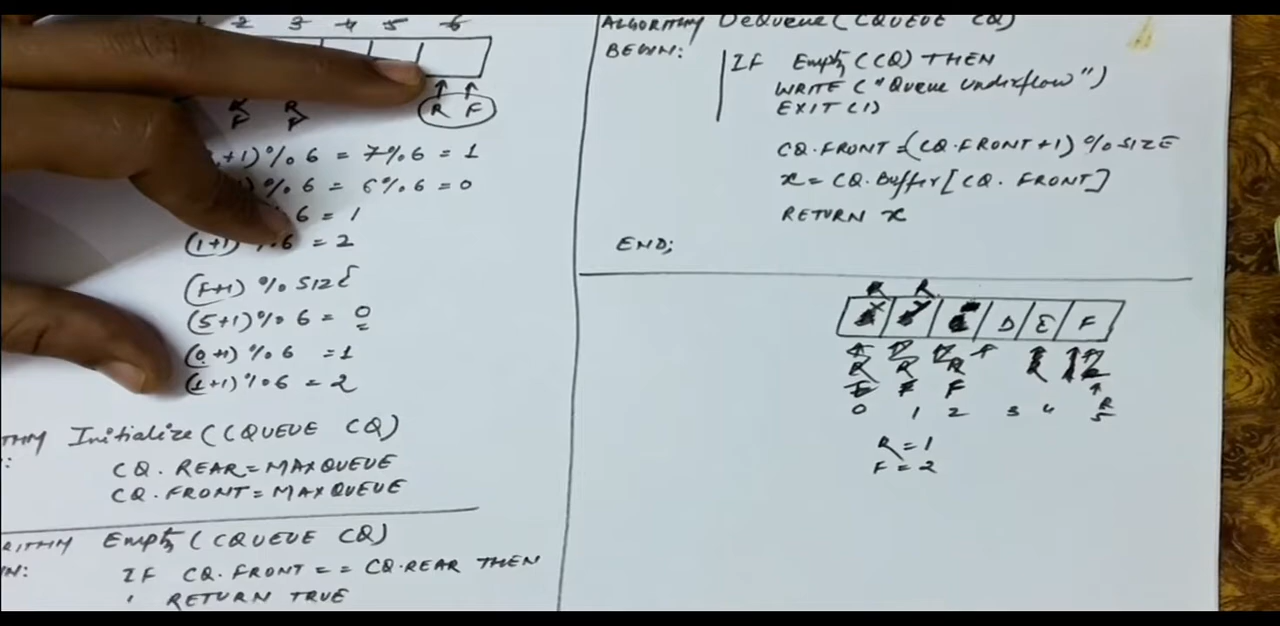 2 3 4 5 6
R R
F F
R F
+1) % 6 = 7 % 6 = 1
) % 6 = 6 % 6 = 0
6 = 1
(1+1) % 6 = 2
(F+1) % SIZE
(5+1) % 6 = 0
(0+1) % 6 = 1
(1+1) % 6 = 2
THM Initialize (CQUEUE CQ)
:
CQ. REAR = MAXQUEUE
CQ. FRONT = MAXQUEUE
RITHM Empty (CQUEUE CQ)
IN:
IF CQ. FRONT == CQ.REAR THEN
RETURN TRUE
ALGORITHM DeQueue (CQUEUE CQ)
BEGIN:
IF Empty (CQ) THEN
WRITE ("Queue Underflow")
EXIT (1)
CQ.FRONT = (CQ.FRONT+1) % SIZE
x = CQ.Buffer [CQ. FRONT]
RETURN x
END;
R R
D E F
R R R R
F F F
R
0 1 2 3 4 5
R = 1
F = 2